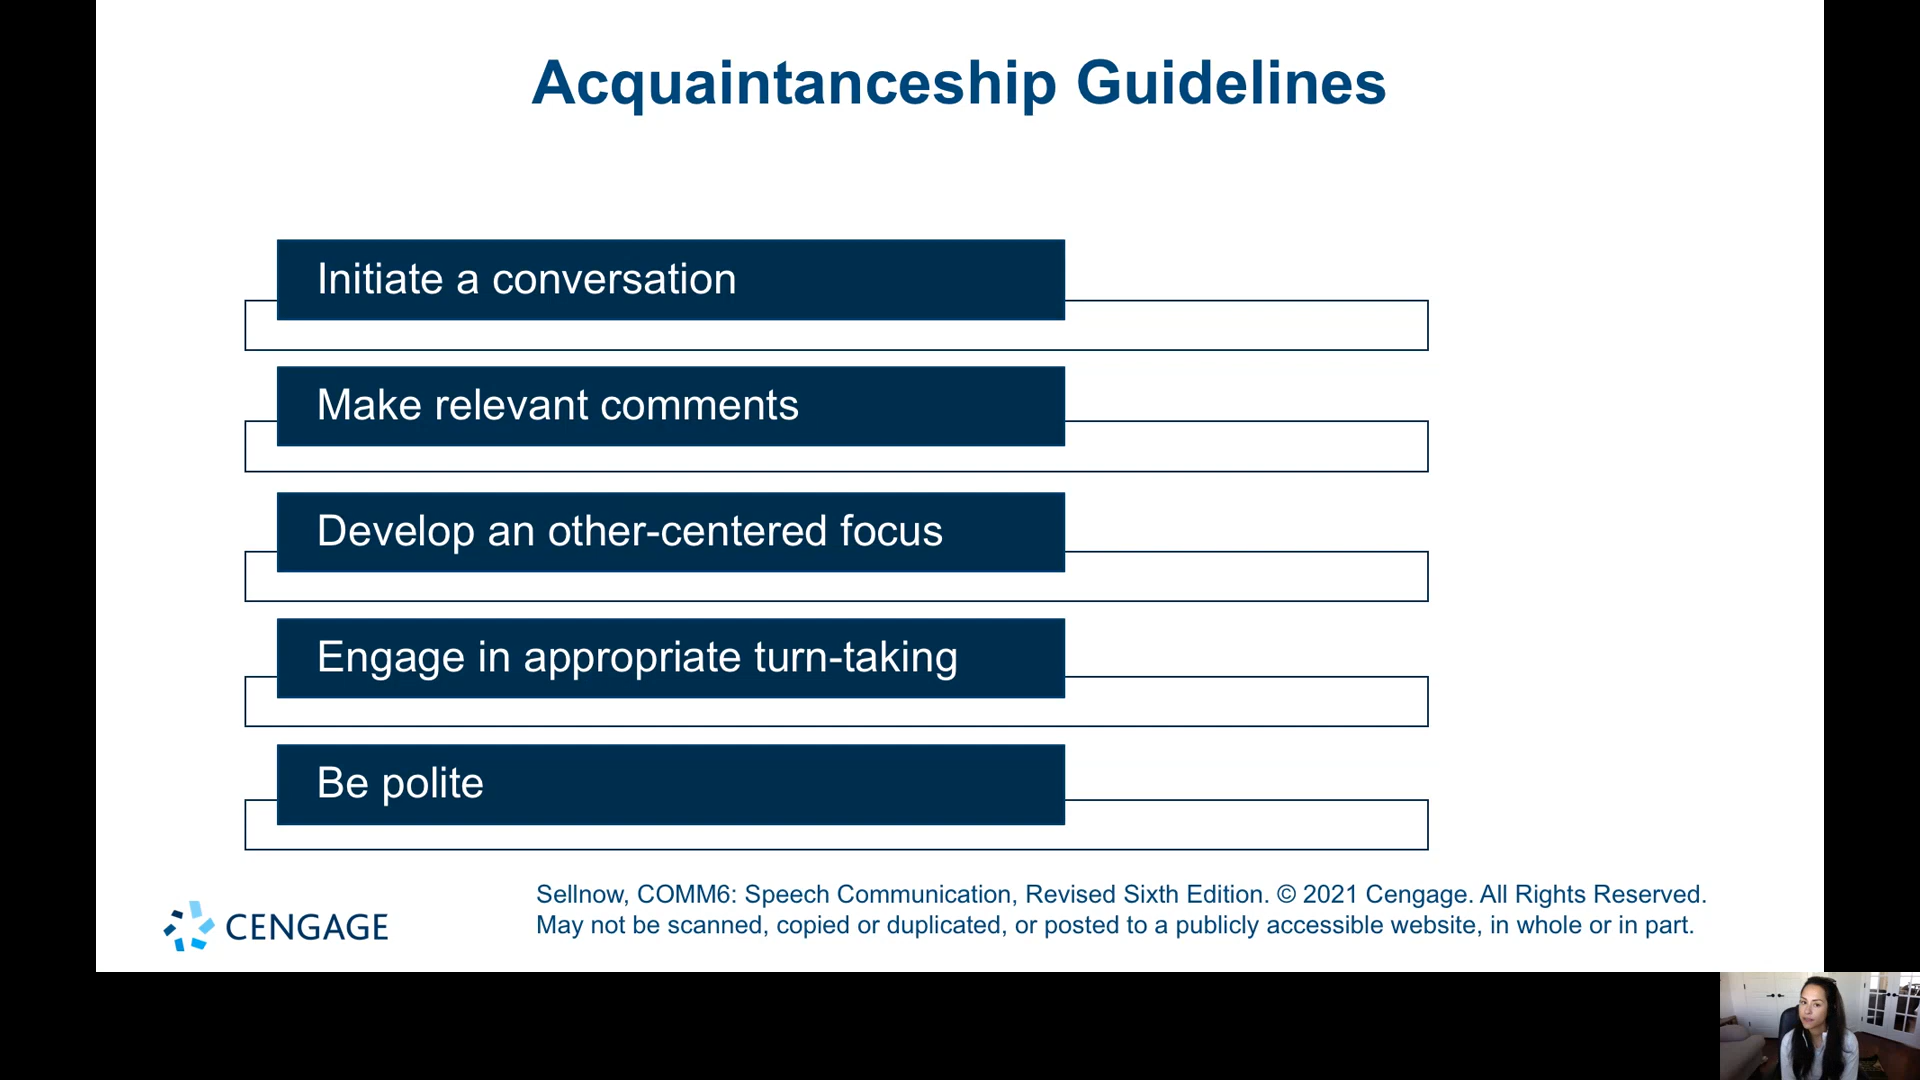 Acquaintanceship Guidelines
Initiate a conversation
Make relevant comments
Develop an other-centered focus
Engage in appropriate turn-taking
Be polite
CENGAGE
Sellnow, COMM6: Speech Communication, Revised Sixth Edition. © 2021 Cengage. All Rights Reserved.
May not be scanned, copied or duplicated, or posted to a publicly accessible website, in whole or in part.